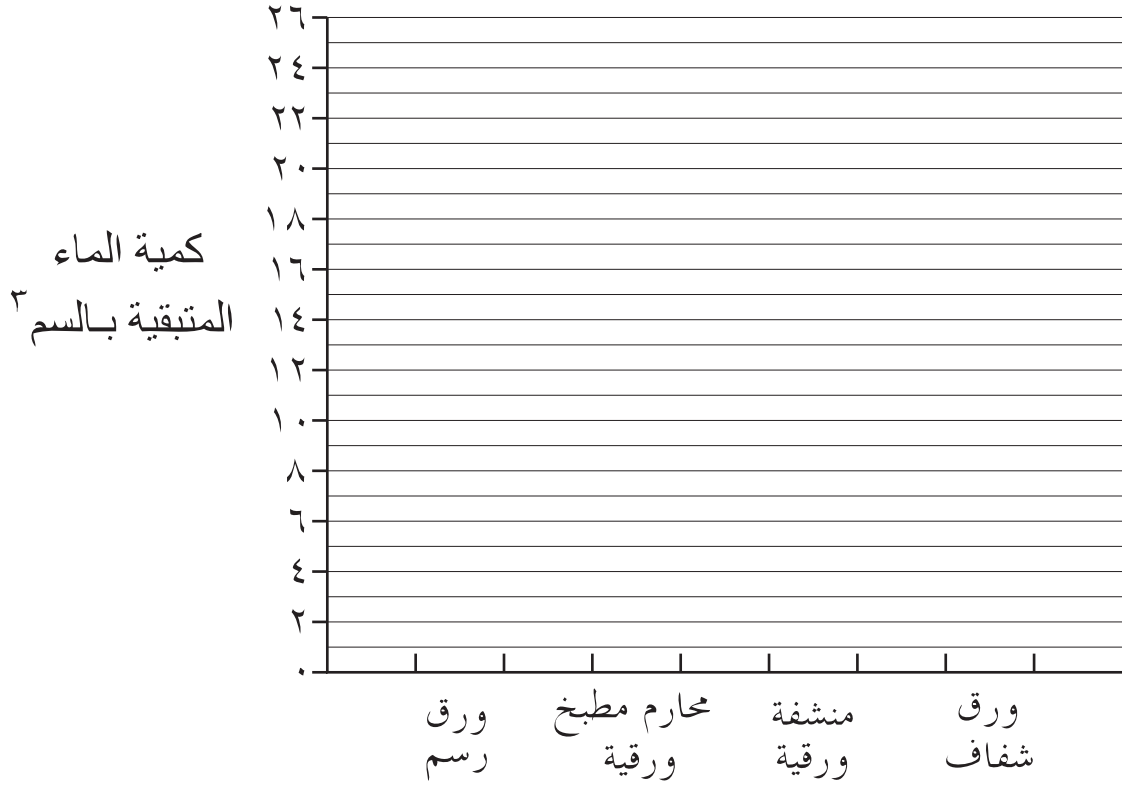 ٢٦
٢٤
٢٢
٢٠
١٨
١٦
١٤
١٢
١٠
٨
٦
٤
٢
٠
كمية الماء
المتبقية بالسم٣
ورق
رسم
محارم مطبخ
ورقية
منشفة
ورقية
ورق
شفاف